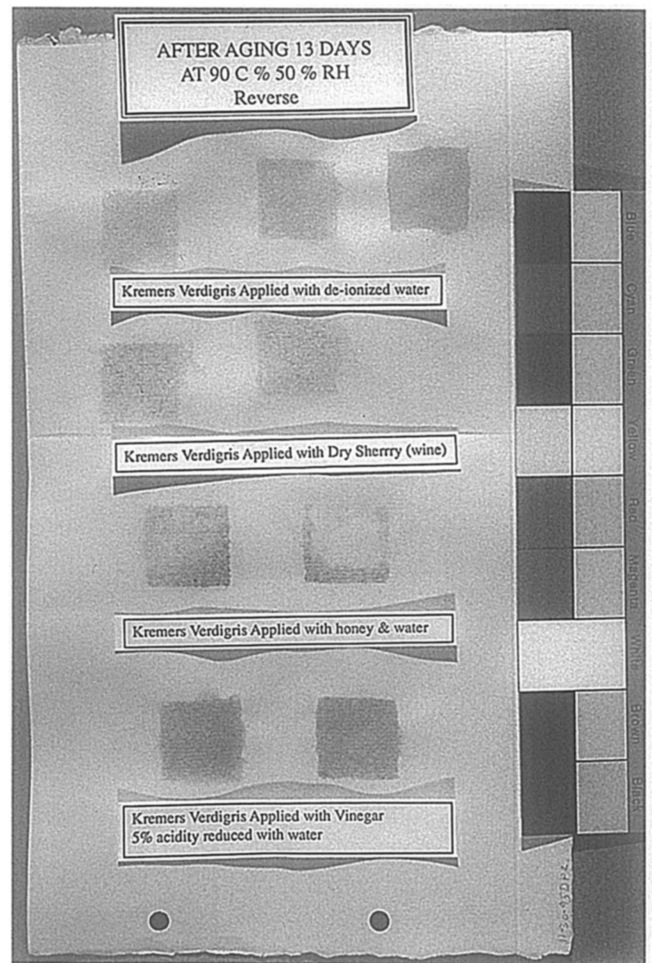 AFTER AGING 13 DAYS
AT 90 C % 50 % RH
Reverse
Kremers Verdigris Applied with de-ionized water
Kremers Verdigris Applied with Dry Sherrry (wine)
Kremers Verdigris Applied with honey & water
Kremers Verdigris Applied with Vinegar
5% acidity reduced with water
Blue
Cyan
Green
Yellow
Red
Magenta
White
Brown
Black